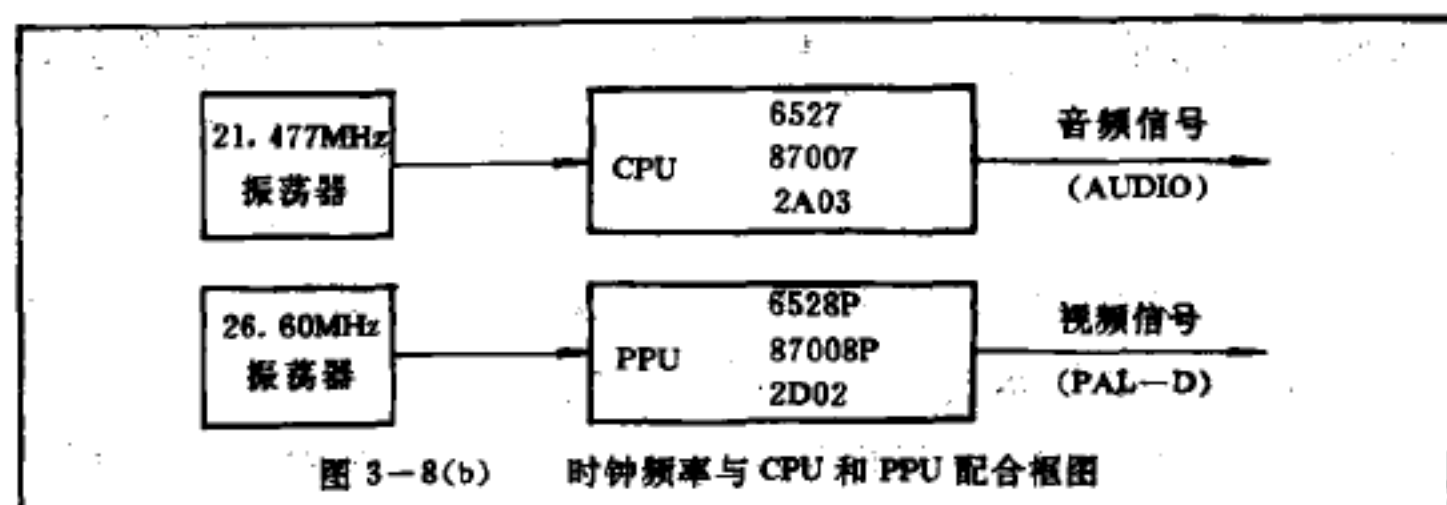 21.477MHz
振荡器
CPU
6527
87007
2A03
音频信号
(AUDIO)
26.60MHz
振荡器
PPU
6528P
87008P
2D02
视频信号
(PAL-D)
图 3-8(b) 时钟频率与 CPU 和 PPU 配合框图